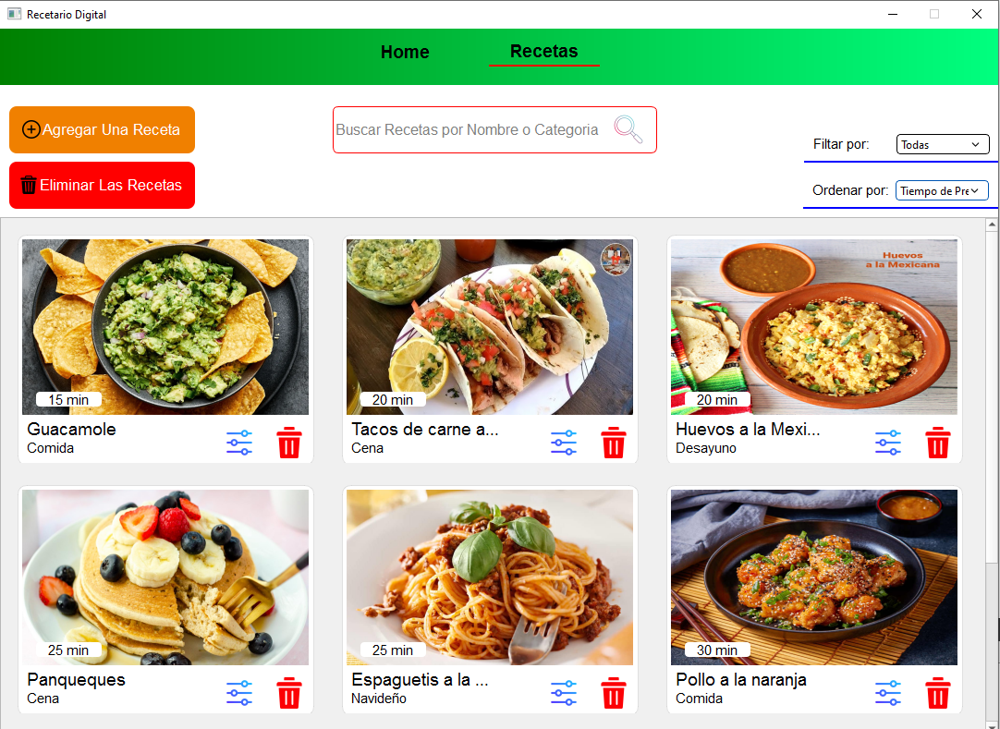 Recetario Digital
Home
Recetas
Agregar Una Receta
Buscar Recetas por Nombre o Categoria
Filtar por:
Todas
Eliminar Las Recetas
Ordenar por:
Tiempo de Pre
Huevos
a la Mexicana
15 min
20 min
20 min
Guacamole
Comida
Tacos de carne a...
Cena
Huevos a la Mexi...
Desayuno
25 min
25 min
30 min
Panqueques
Cena
Espaguetis a la ...
Navideño
Pollo a la naranja
Comida